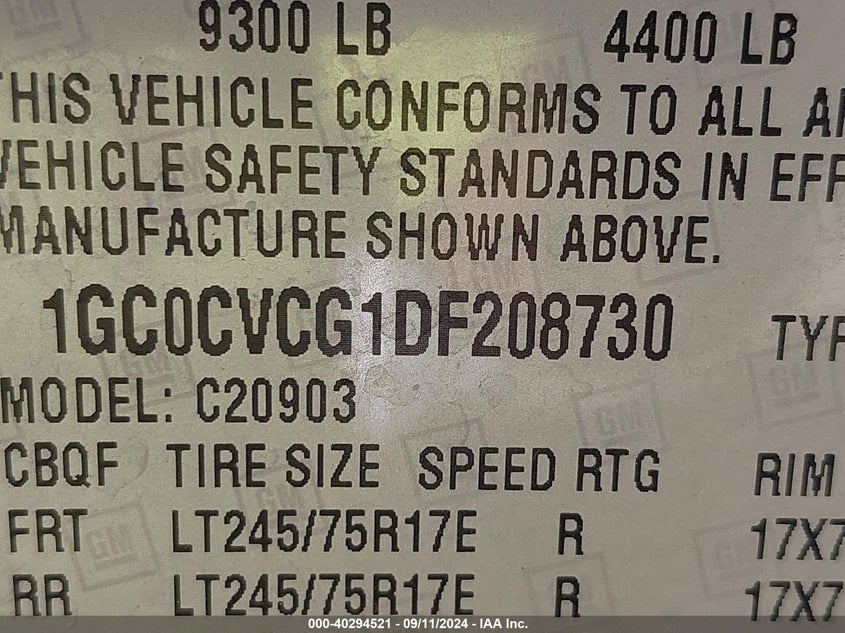 9300 LB 4400 LB
THIS VEHICLE CONFORMS TO ALL AP
VEHICLE SAFETY STANDARDS IN EFF
MANUFACTURE SHOWN ABOVE.
1GC0CVCG1DF208730 TYP
MODEL: C20903
CBQF TIRE SIZE SPEED RTG RIM
FRT LT245/75R17E R 17X7
RR LT245/75R17E R 17X7
000-40294521 - 09/11/2024 - IAA Inc.